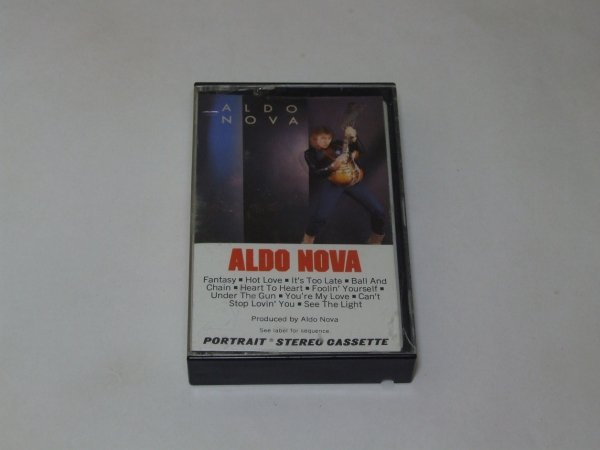 ALDO
NOVA
ALDO NOVA
Fantasy ▪ Hot Love ▪ It's Too Late ▪ Ball And
Chain ▪ Heart To Heart ▪ Foolin' Yourself ▪
Under The Gun ▪ You're My Love ▪ Can't
Stop Lovin' You ▪ See The Light
Produced by Aldo Nova
See label for sequence.
PORTRAIT ® STEREO CASSETTE